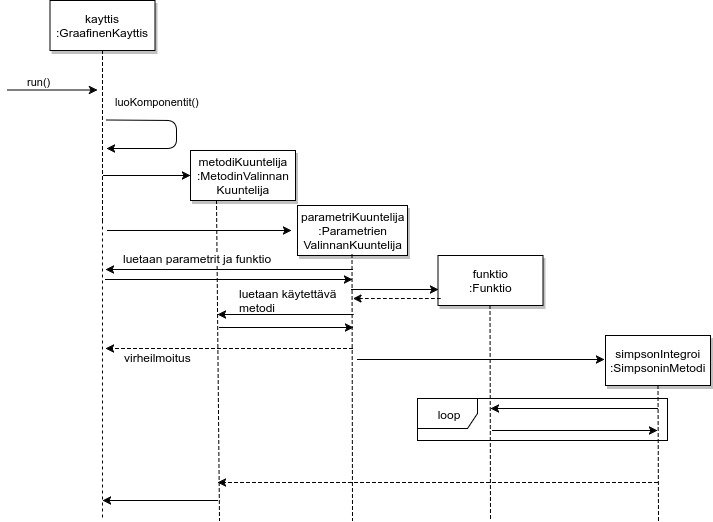 kayttis
:GraafinenKayttis
run()
luoKomponentit()
metodiKuuntelija
:MetodinValinnan
Kuuntelija
parametriKuuntelija
:Parametrien
ValinnanKuuntelija
luetaan parametrit ja funktio
funktio
:Funktio
luetaan käytettävä
metodi
virheilmoitus
simpsonIntegroi
:SimpsoninMetodi
loop